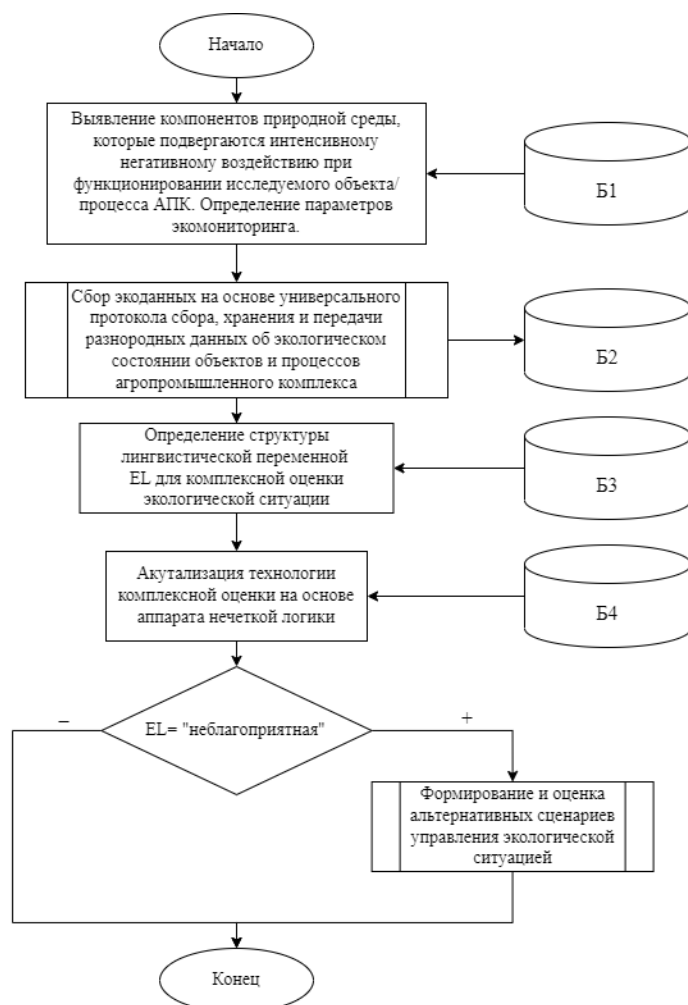 Начало
Выявление компонентов природной среды,
которые подвергаются интенсивному
негативному воздействию при
функционировании исследуемого объекта/
процесса АПК. Определение параметров
экомониторинга.
Б1
Сбор экоданных на основе универсального
протокола сбора, хранения и передачи
разнородных данных об экологическом
состоянии объектов и процессов
агропромышленного комплекса
Б2
Определение структуры
лингвистической переменной
EL для комплексной оценки
экологической ситуации
Б3
Акутализация технологии
комплексной оценки на основе
аппарата нечеткой логики
Б4
–
EL= "неблагоприятная"
+
Формирование и оценка
альтернативных сценариев
управления экологической
ситуацией
Конец